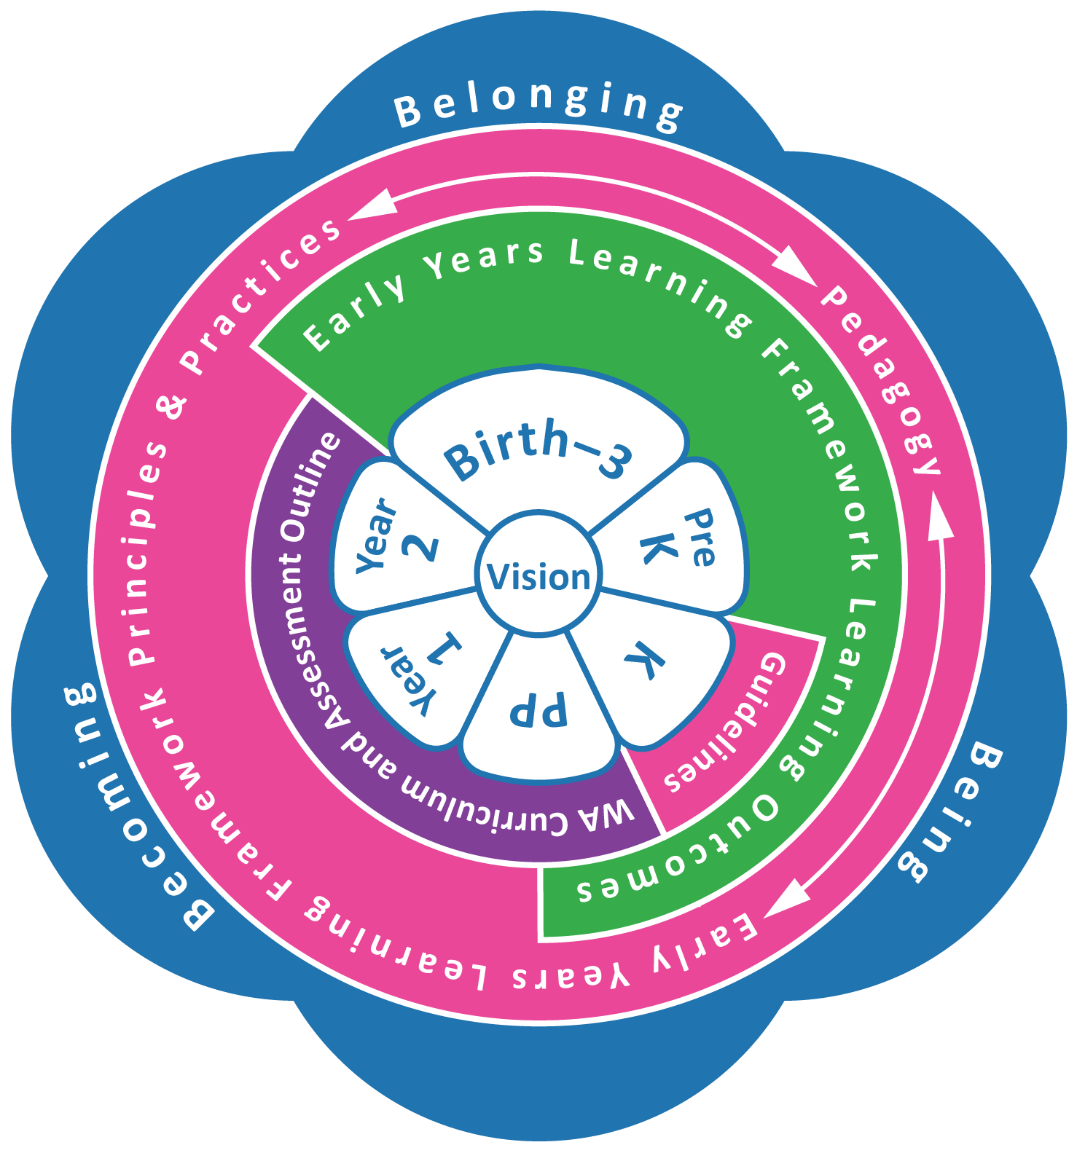 Belonging
Being
Becoming
Pedagogy
Early Years Learning Framework Principles & Practices
Early Years Learning Framework Learning Outcomes
Guidelines
WA Curriculum and Assessment Outline
Birth–3
Pre
K
K
PP
Year
1
Year
2
Vision